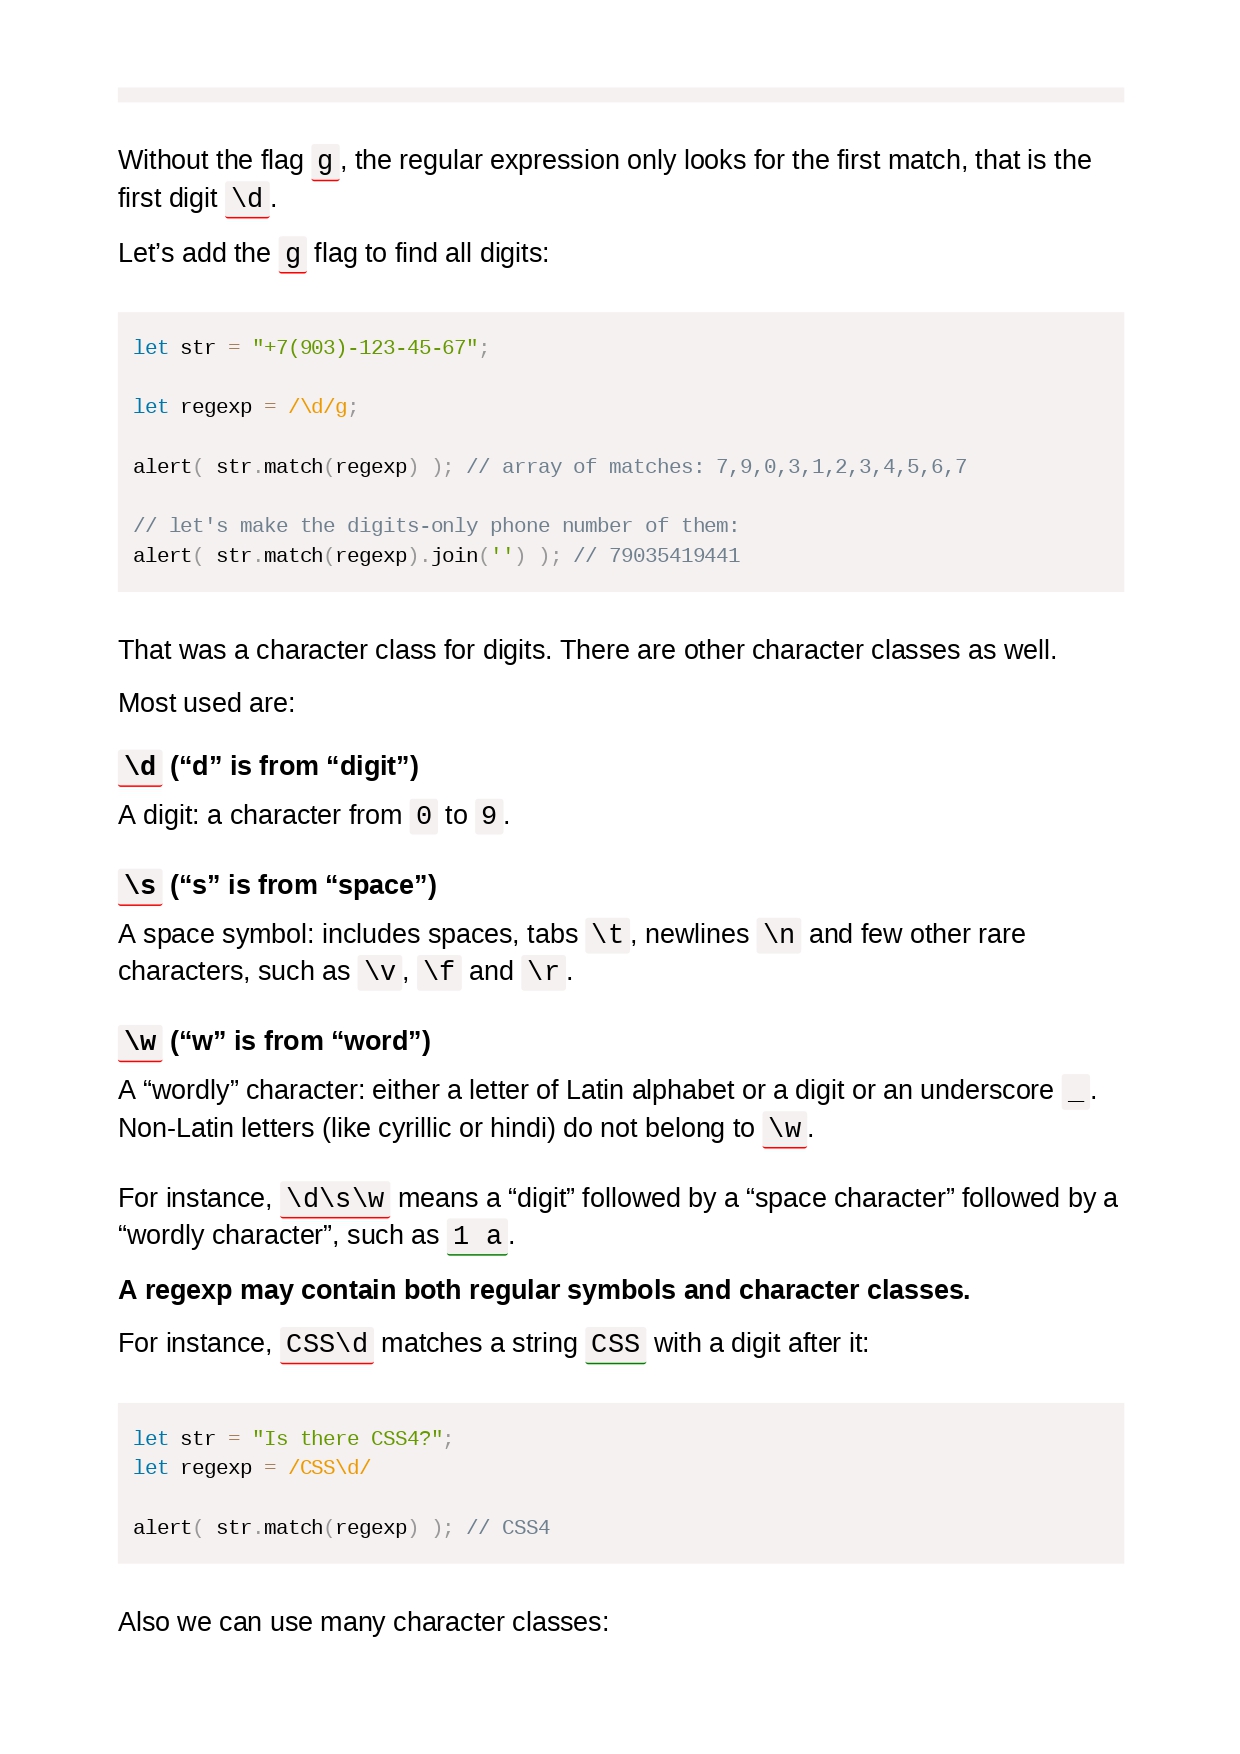 Without the flag g, the regular expression only looks for the first match, that is the
first digit \d.
Let’s add the g flag to find all digits:
let str = "+7(903)-123-45-67";
let regexp = /\d/g;
alert( str.match(regexp) ); // array of matches: 7,9,0,3,1,2,3,4,5,6,7
// let's make the digits-only phone number of them:
alert( str.match(regexp).join('') ); // 79035419441
That was a character class for digits. There are other character classes as well.
Most used are:
\d (“d” is from “digit”)
A digit: a character from 0 to 9.
\s (“s” is from “space”)
A space symbol: includes spaces, tabs \t, newlines \n and few other rare
characters, such as \v, \f and \r.
\w (“w” is from “word”)
A “wordly” character: either a letter of Latin alphabet or a digit or an underscore _.
Non-Latin letters (like cyrillic or hindi) do not belong to \w.
For instance, \d\s\w means a “digit” followed by a “space character” followed by a
“wordly character”, such as 1 a.
A regexp may contain both regular symbols and character classes.
For instance, CSS\d matches a string CSS with a digit after it:
let str = "Is there CSS4?";
let regexp = /CSS\d/
alert( str.match(regexp) ); // CSS4
Also we can use many character classes: